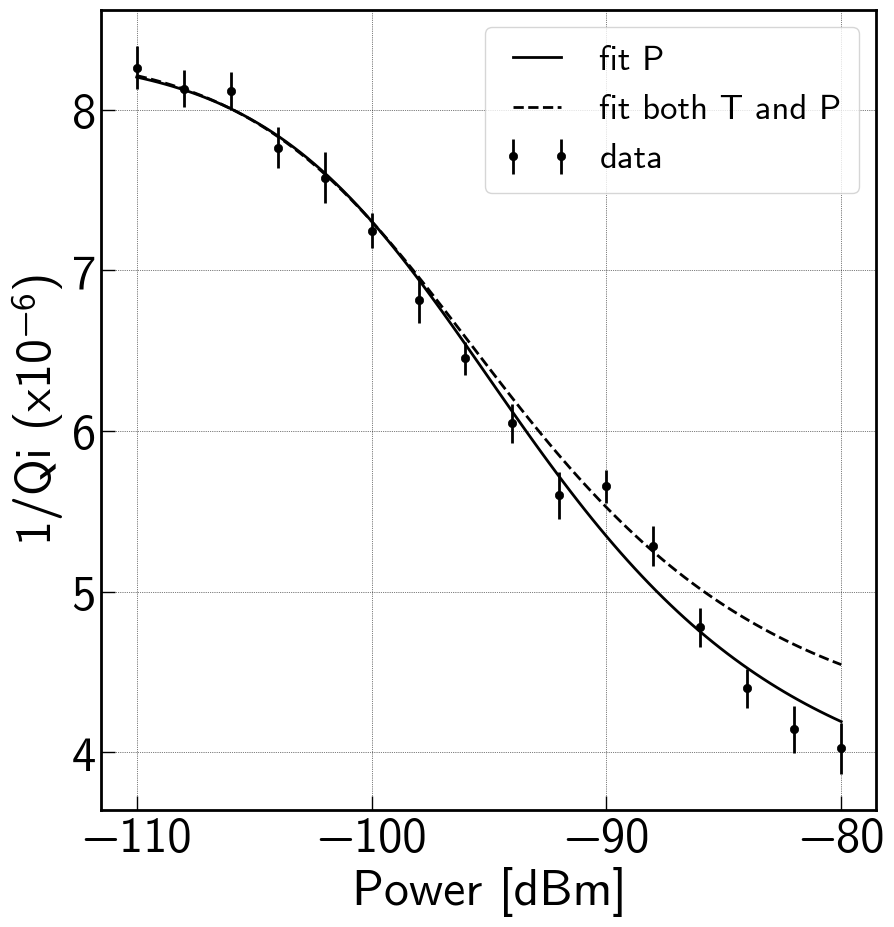 fit P
fit both T and P
data
8
7
6
5
4
1/Qi (x10⁻⁶)
−110 −100 −90 −80
Power [dBm]